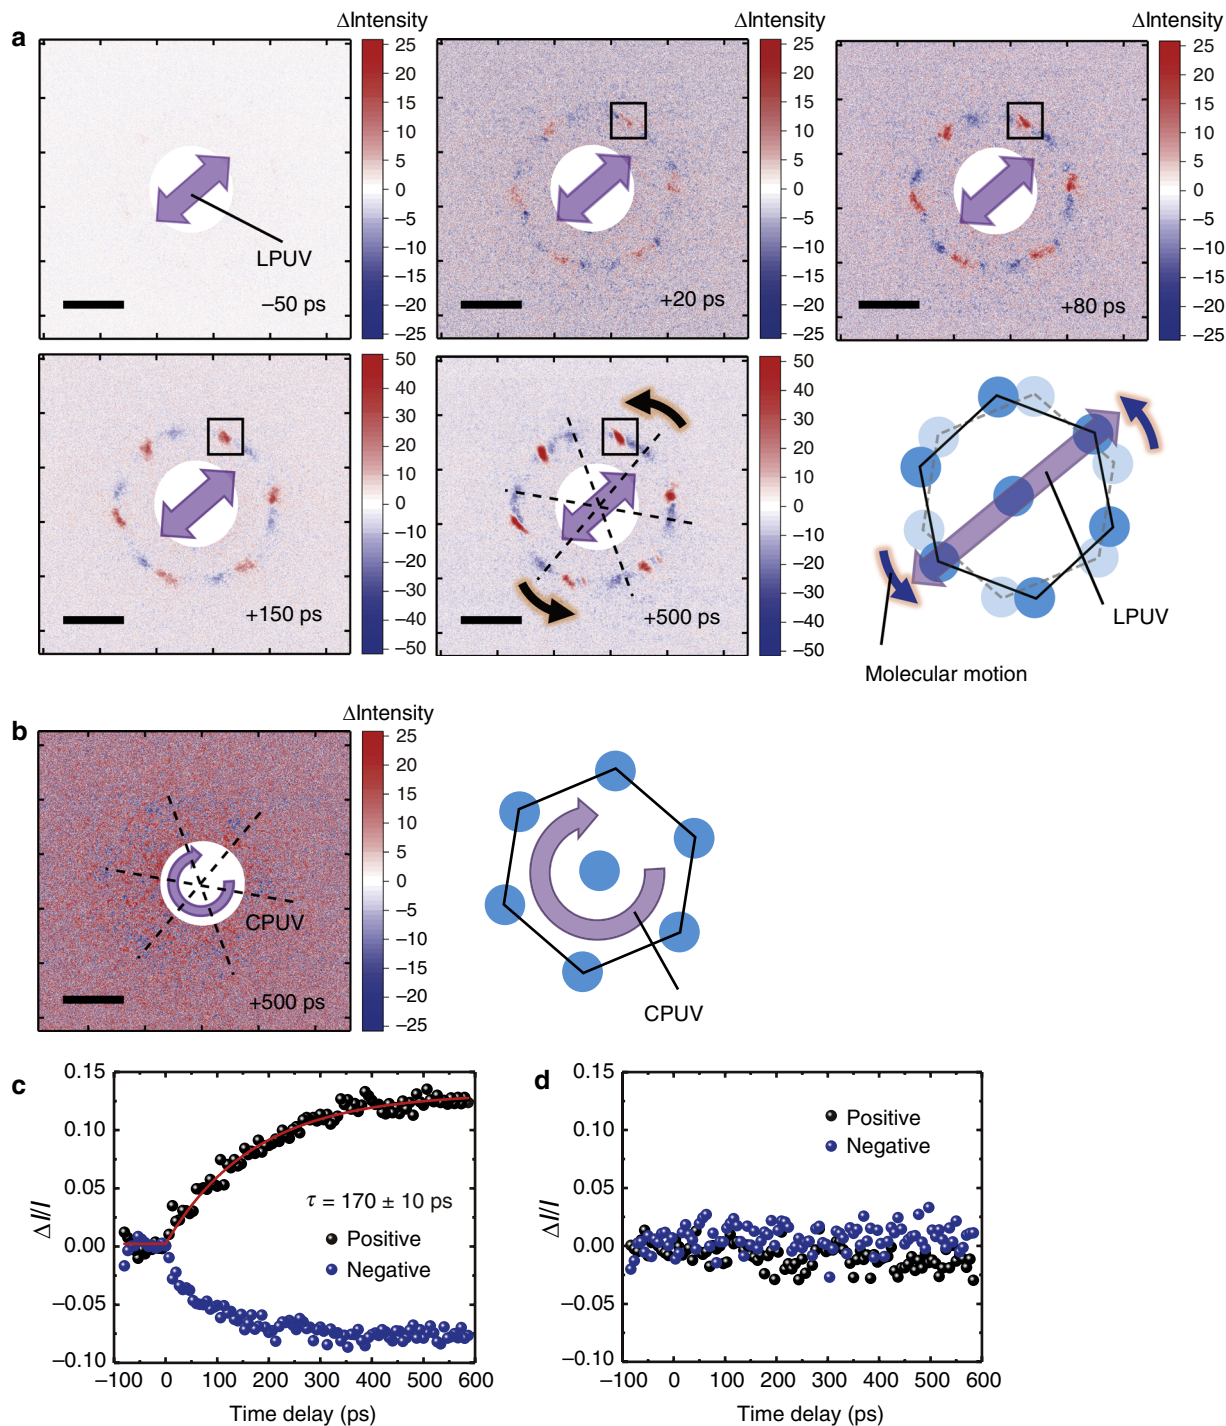 a
ΔIntensity
25
20
15
10
5
0
−5
−10
−15
−20
−25
LPUV
−50 ps
ΔIntensity
25
20
15
10
5
0
−5
−10
−15
−20
−25
+20 ps
ΔIntensity
25
20
15
10
5
0
−5
−10
−15
−20
−25
+80 ps
50
40
30
20
10
0
−10
−20
−30
−40
−50
+150 ps
50
40
30
20
10
0
−10
−20
−30
−40
−50
+500 ps
LPUV
Molecular motion
b
ΔIntensity
25
20
15
10
5
0
−5
−10
−15
−20
−25
CPUV
+500 ps
CPUV
c
0.15
0.10
0.05
0.00
−0.05
−0.10
ΔI/I
τ = 170 ± 10 ps
Positive
Negative
−100 0 100 200 300 400 500 600
Time delay (ps)
d
0.15
0.10
0.05
0.00
−0.05
−0.10
ΔI/I
Positive
Negative
−100 0 100 200 300 400 500 600
Time delay (ps)